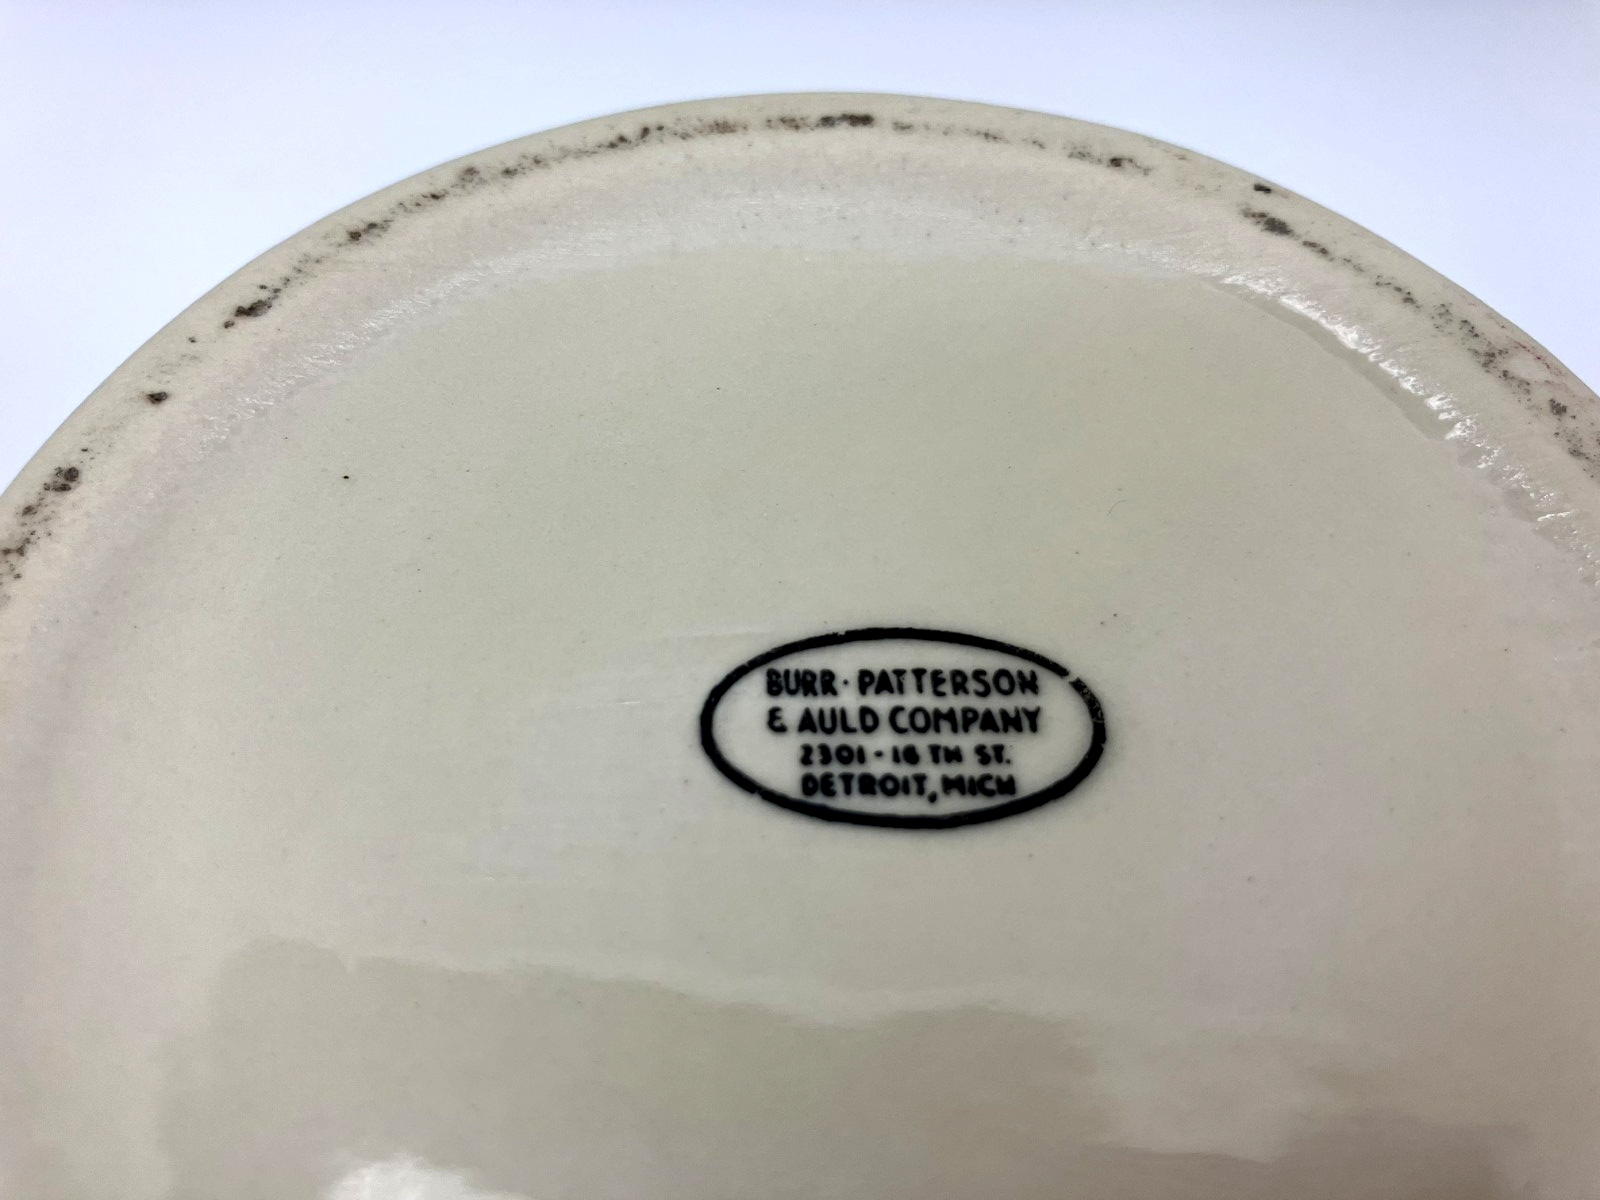 BURR·PATTERSON
& AULD COMPANY
2301 - 16 TH ST.
DETROIT, MICH